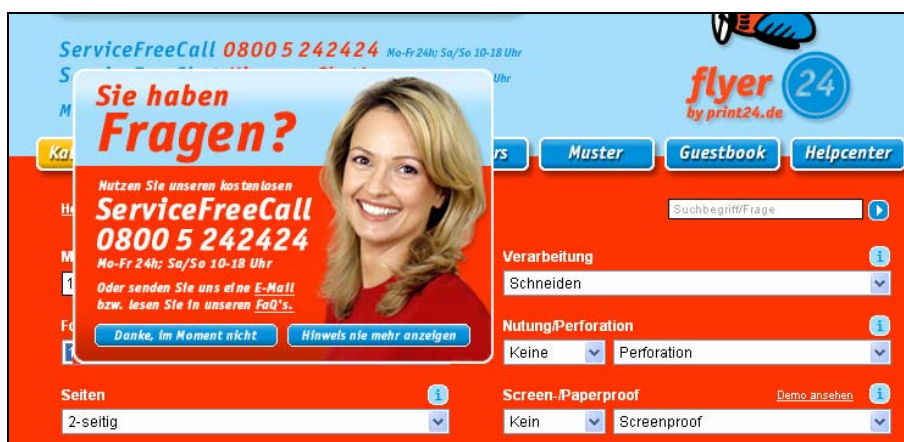 ServiceFreeCall 0800 5 242424 Mo-Fr 24h; Sa/So 10-18 Uhr
Uhr
flyer 24
by print24.de
Sie haben
Fragen?
Muster
Guestbook
Helpcenter
Nutzen Sie unseren kostenlosen
ServiceFreeCall
0800 5 242424
Mo-Fr 24h; Sa/So 10-18 Uhr
Oder senden Sie uns eine E-Mail
bzw. lesen Sie in unseren FaQ's.
Danke, im Moment nicht
Hinweis nie mehr anzeigen
Suchbegriff/Frage
Verarbeitung
Schneiden
Nutung/Perforation
Keine
Perforation
Seiten
2-seitig
Screen-/Paperproof
Demo ansehen
Kein
Screenproof